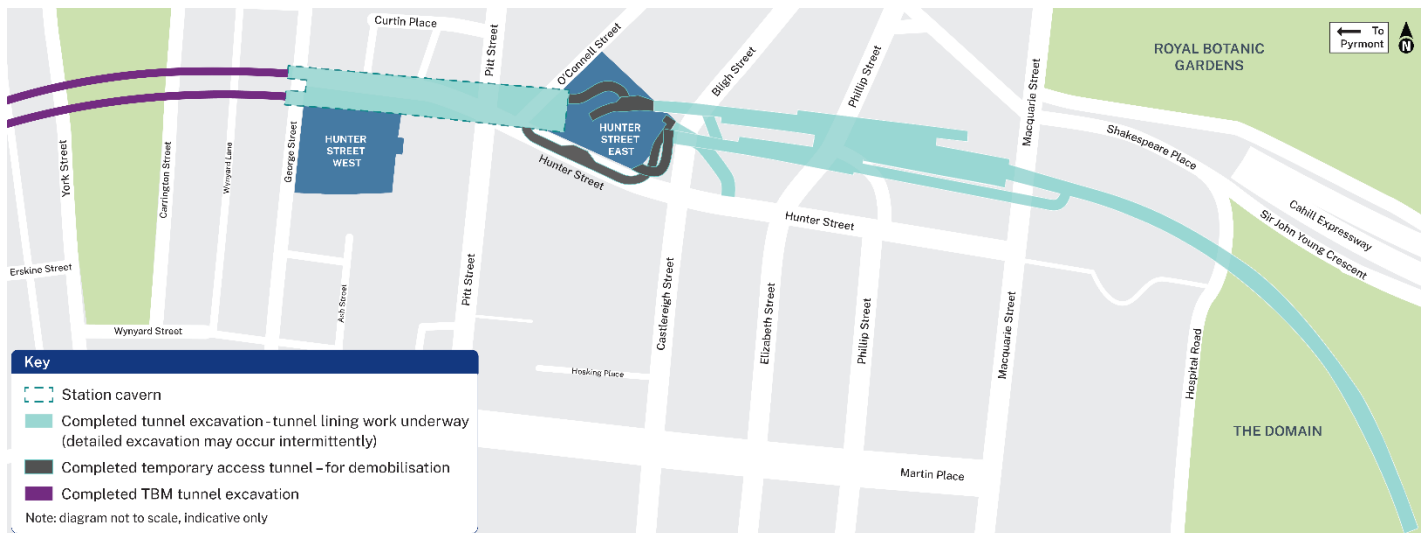 Curtin Place
Pitt Street
O'Connell Street
Bligh Street
Phillip Street
Macquarie Street
ROYAL BOTANIC
GARDENS
To
Pyrmont
N
Shakespeare Place
Cahill Expressway
Sir John Young Crescent
York Street
Carrington Street
Wynyard Lane
George Street
HUNTER
STREET
WEST
HUNTER
STREET
EAST
Hunter Street
Hunter Street
Erskine Street
Wynyard Street
Ash Street
Pitt Street
Castlereigh Street
Elizabeth Street
Phillip Street
Macquarie Street
Hospital Road
Hosking Place
Martin Place
THE DOMAIN
Key
Station cavern
Completed tunnel excavation - tunnel lining work underway
(detailed excavation may occur intermittently)
Completed temporary access tunnel – for demobilisation
Completed TBM tunnel excavation
Note: diagram not to scale, indicative only